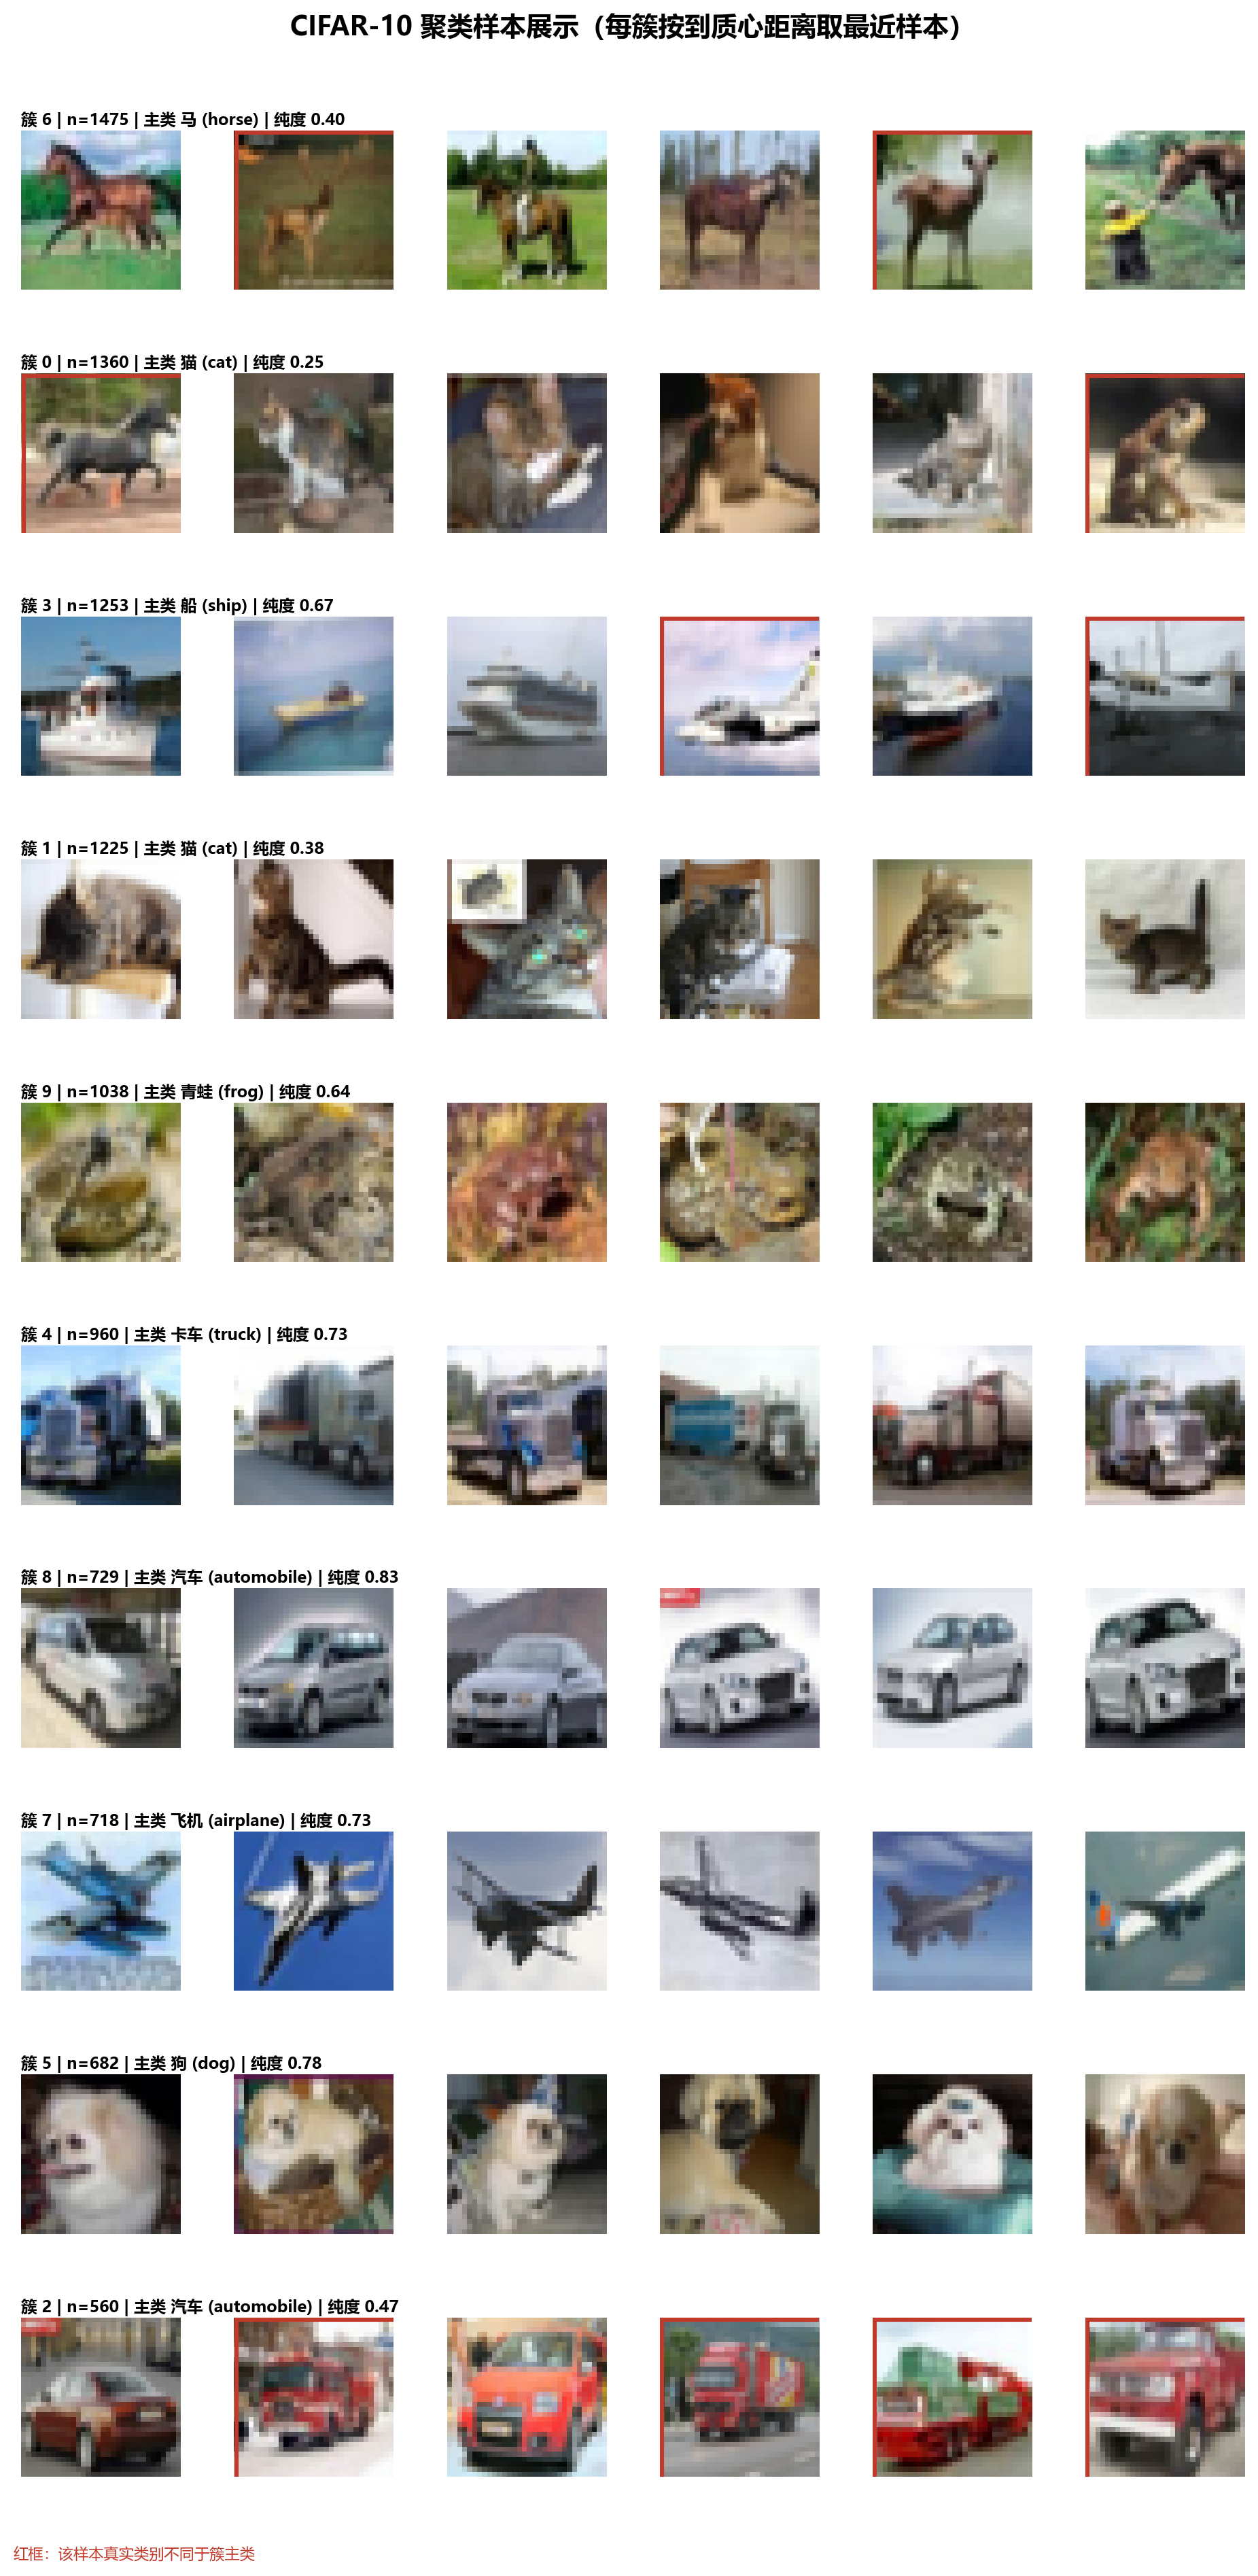 CIFAR-10 聚类样本展示（每簇按到质心距离取最近样本）
簇 6 | n=1475 | 主类 马 (horse) | 纯度 0.40
簇 0 | n=1360 | 主类 猫 (cat) | 纯度 0.25
簇 3 | n=1253 | 主类 船 (ship) | 纯度 0.67
簇 1 | n=1225 | 主类 猫 (cat) | 纯度 0.38
簇 9 | n=1038 | 主类 青蛙 (frog) | 纯度 0.64
簇 4 | n=960 | 主类 卡车 (truck) | 纯度 0.73
簇 8 | n=729 | 主类 汽车 (automobile) | 纯度 0.83
簇 7 | n=718 | 主类 飞机 (airplane) | 纯度 0.73
簇 5 | n=682 | 主类 狗 (dog) | 纯度 0.78
簇 2 | n=560 | 主类 汽车 (automobile) | 纯度 0.47
红框：该样本真实类别不同于簇主类